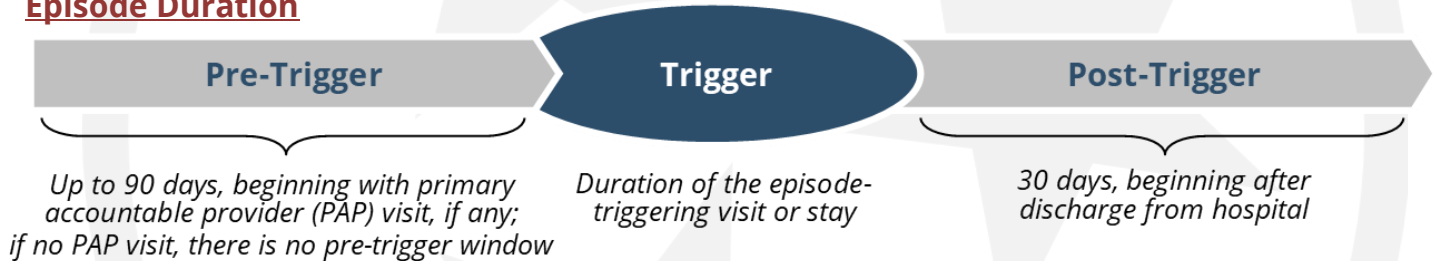 Episode Duration
Pre-Trigger
Trigger
Post-Trigger
Up to 90 days, beginning with primary
accountable provider (PAP) visit, if any;
if no PAP visit, there is no pre-trigger window
Duration of the episode-
triggering visit or stay
30 days, beginning after
discharge from hospital